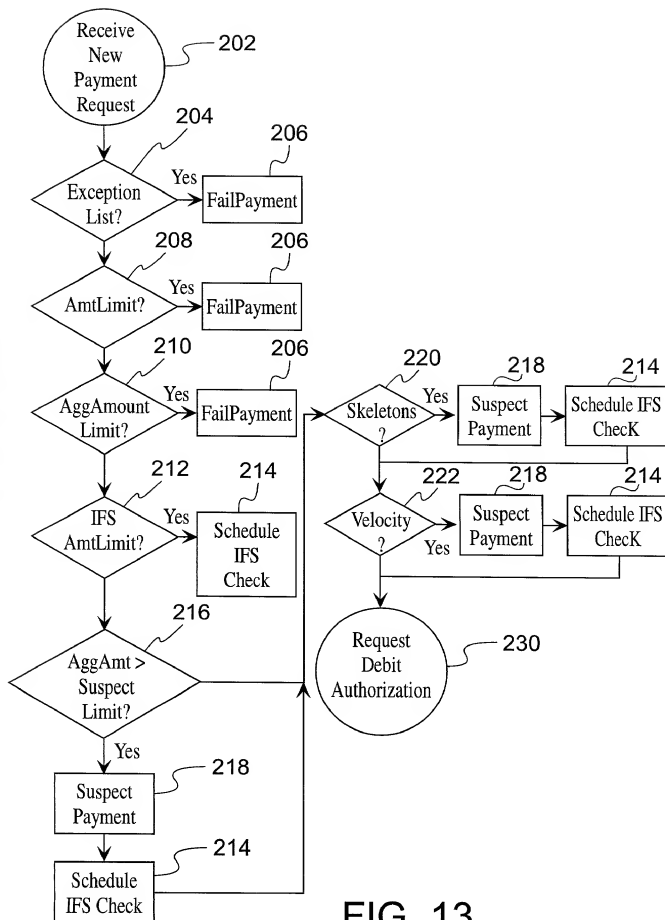 Receive
New
Payment
Request
202
204
Exception
List?
Yes
206
FailPayment
208
AmtLimit?
Yes
206
FailPayment
210
AggAmount
Limit?
Yes
206
FailPayment
212
IFS
AmtLimit?
Yes
214
Schedule
IFS
Check
216
AggAmt >
Suspect
Limit?
Yes
218
Suspect
Payment
214
Schedule
IFS Check
220
Skeletons
?
Yes
218
Suspect
Payment
214
Schedule IFS
ChecK
222
Velocity
?
Yes
218
Suspect
Payment
214
Schedule IFS
ChecK
Request
Debit
Authorization
230
FIG. 13